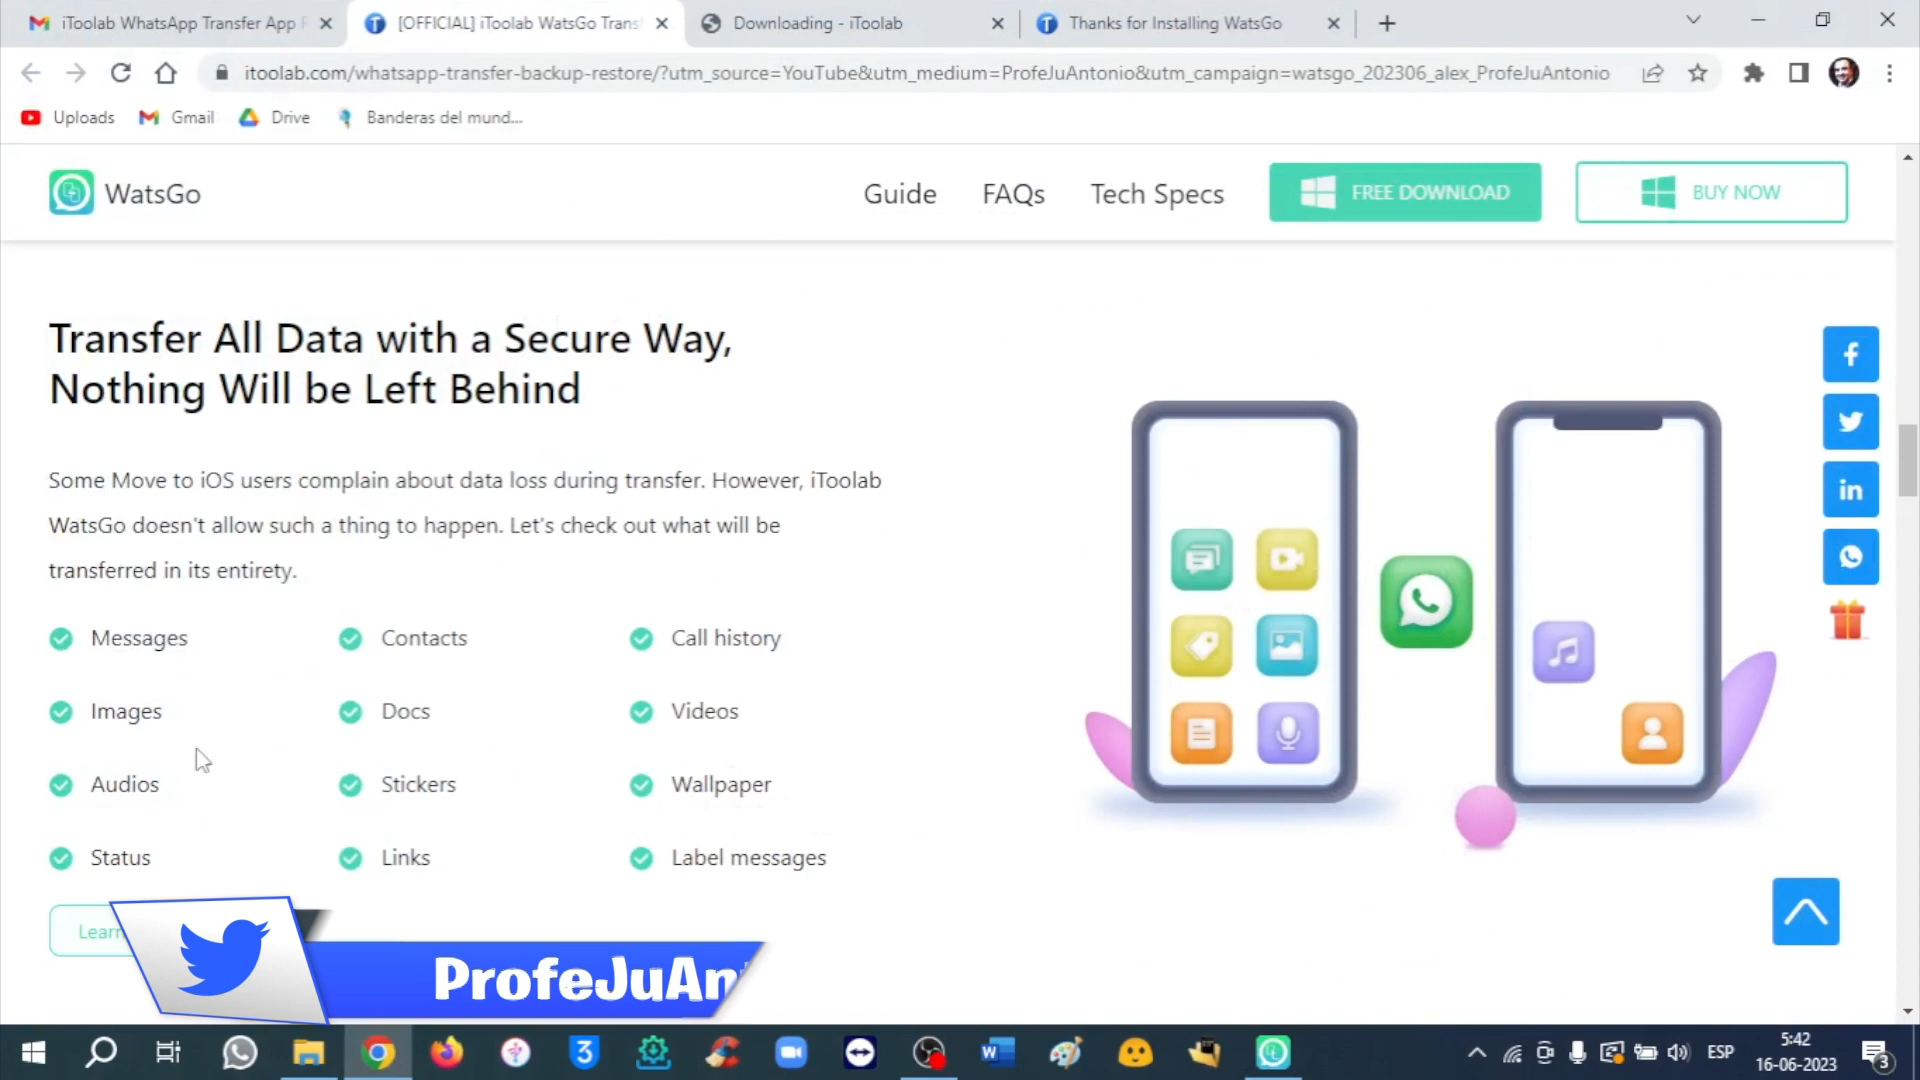 iToolab WhatsApp Transfer App
[OFFICIAL] iToolab WatsGo Trans
Downloading - iToolab
Thanks for Installing WatsGo
itoolab.com/whatsapp-transfer-backup-restore/?utm_source=YouTube&utm_medium=ProfeJuAntonio&utm_campaign=watsgo_202306_alex_ProfeJuAntonio
Uploads
Gmail
Drive
Banderas del mund...
WatsGo
Guide
FAQs
Tech Specs
FREE DOWNLOAD
BUY NOW
Transfer All Data with a Secure Way,
Nothing Will be Left Behind
Some Move to iOS users complain about data loss during transfer. However, iToolab
WatsGo doesn't allow such a thing to happen. Let's check out what will be
transferred in its entirety.
Messages
Contacts
Call history
Images
Docs
Videos
Audios
Stickers
Wallpaper
Status
Links
Label messages
Learn
ProfeJuAn
ESP
5:42
16-06-2023
3